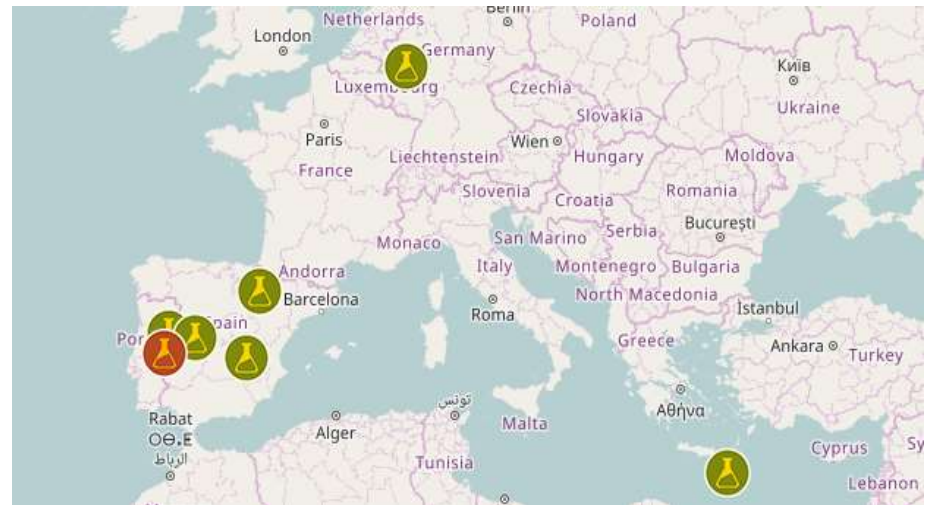 Berlin
Netherlands
Poland
London
Germany
Київ
Luxembourg
Czechia
Ukraine
Slovakia
Paris
Wien
Liechtenstein
Hungary
Moldova
France
Slovenia
Croatia
Romania
București
Monaco
San Marino
Serbia
Andorra
Italy
Montenegro
Bulgaria
Barcelona
North Macedonia
Roma
İstanbul
Spain
Greece
Ankara
Turkey
Αθήνα
تونس
Rabat
ⵔⴱⴰⵟ
الرباط
Alger
Malta
Cyprus
Tunisia
Lebanon